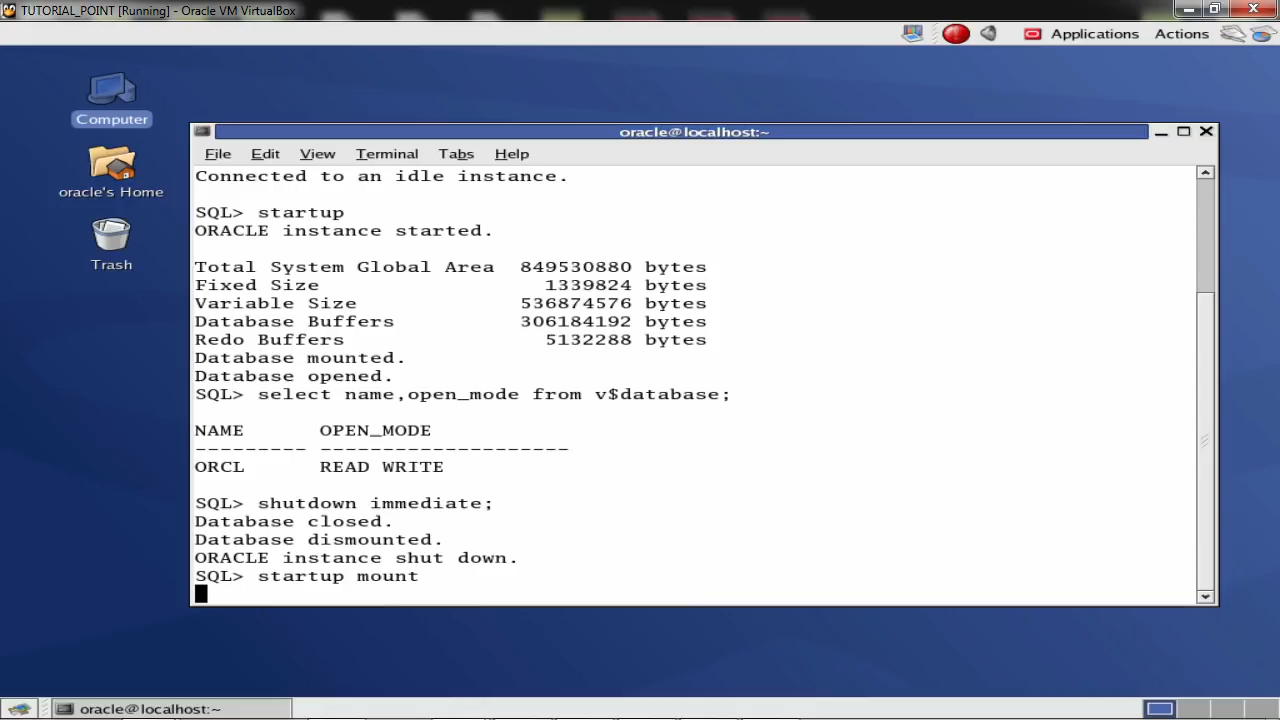 TUTORIAL_POINT [Running] - Oracle VM VirtualBox
Applications Actions
Computer
oracle's Home
Trash
oracle@localhost:~
File Edit View Terminal Tabs Help
Connected to an idle instance.
SQL> startup
ORACLE instance started.
Total System Global Area 849530880 bytes
Fixed Size 1339824 bytes
Variable Size 536874576 bytes
Database Buffers 306184192 bytes
Redo Buffers 5132288 bytes
Database mounted.
Database opened.
SQL> select name,open_mode from v$database;
NAME OPEN_MODE
--------- --------------------
ORCL READ WRITE
SQL> shutdown immediate;
Database closed.
Database dismounted.
ORACLE instance shut down.
SQL> startup mount
oracle@localhost:~